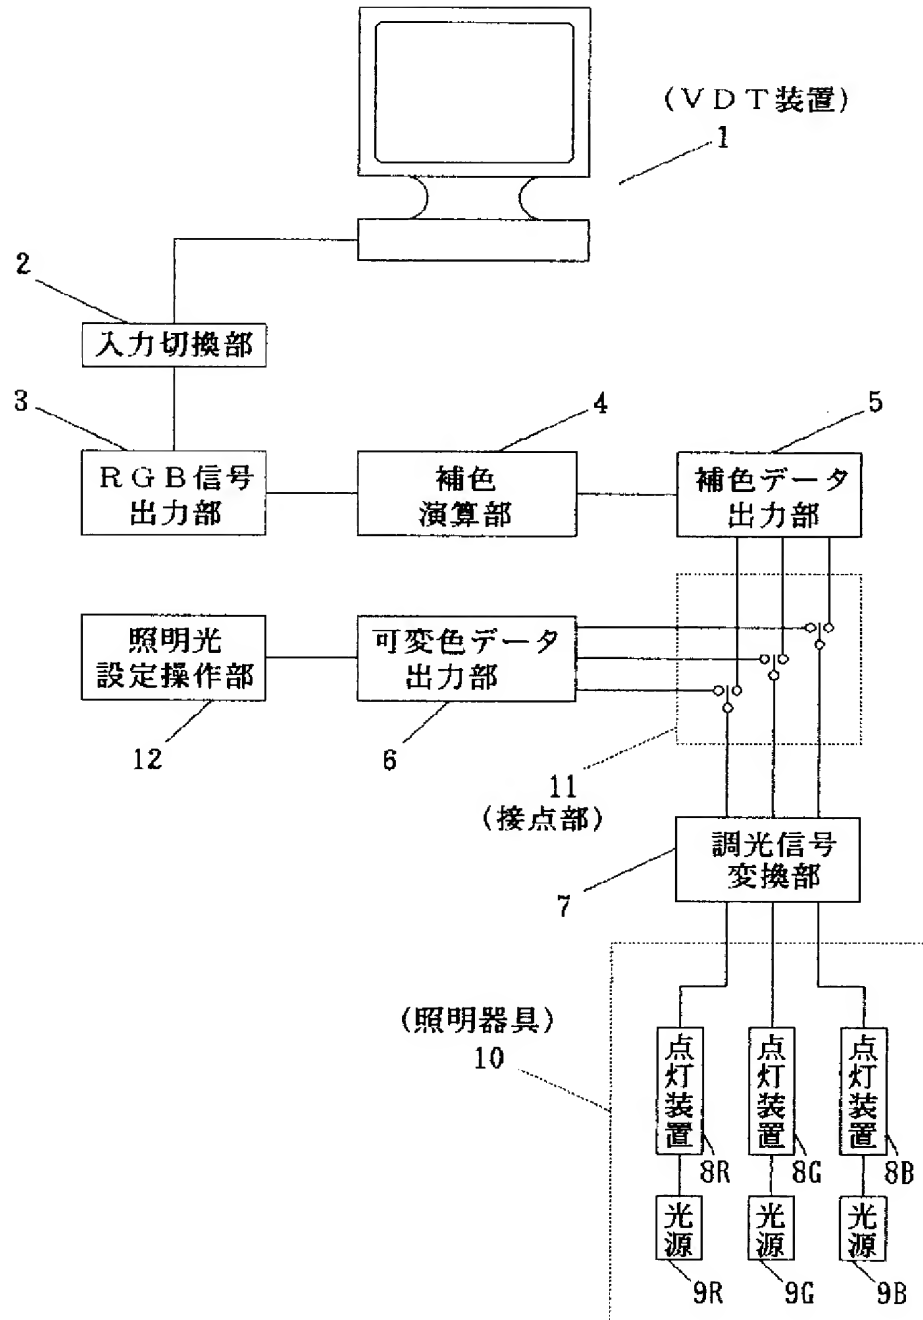 (VDT装置)
1
2
入力切換部
3
4
5
RGB信号
出力部
補色
演算部
補色データ
出力部
照明光
設定操作部
可変色データ
出力部
12
6
11
(接点部)
調光信号
変換部
7
(照明器具)
10
点灯装置
点灯装置
点灯装置
8R
8G
8B
光源
光源
光源
9R
9G
9B